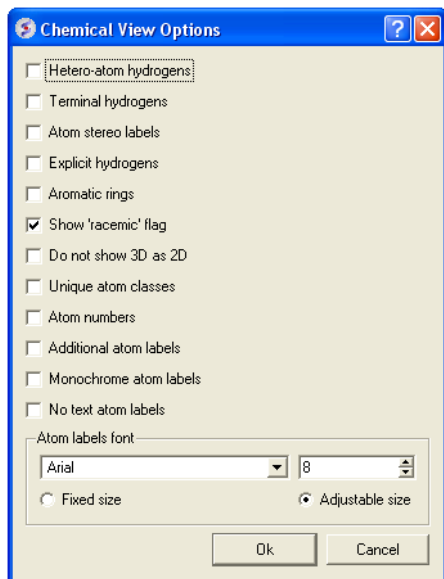 Chemical View Options
Hetero-atom hydrogens
Terminal hydrogens
Atom stereo labels
Explicit hydrogens
Aromatic rings
Show 'racemic' flag
Do not show 3D as 2D
Unique atom classes
Atom numbers
Additional atom labels
Monochrome atom labels
No text atom labels
Atom labels font
Arial 8
Fixed size Adjustable size
Ok Cancel